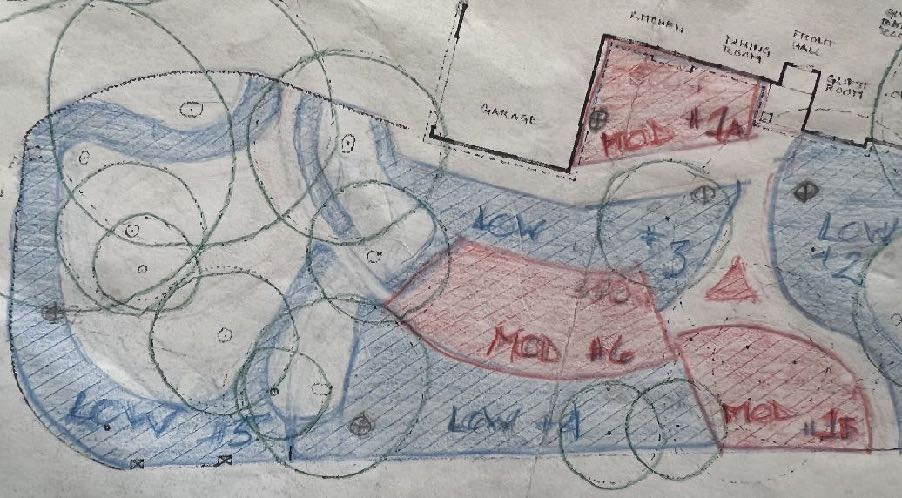 KITCHEN
DINING
ROOM
FRONT
HALL
GUEST
ROOM
GARAGE
MOD #1A
LOW
#3
LOW
#2
MOD #6
LOW #5
LOW #4
MOD
#1B